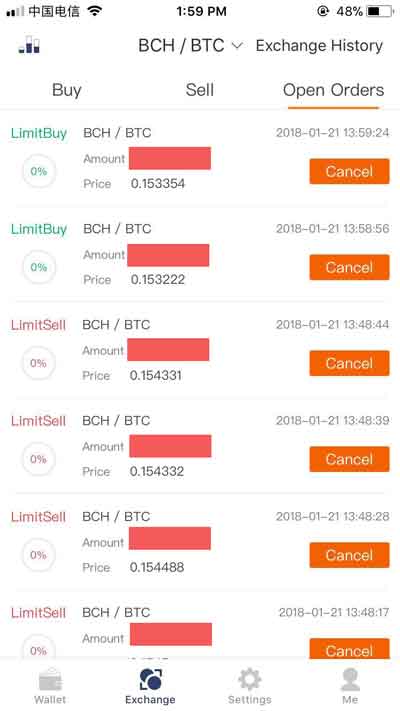 中国电信 1:59 PM 48%
BCH / BTC Exchange History
Buy Sell Open Orders
LimitBuy BCH / BTC 2018-01-21 13:59:24
Amount
0% Cancel
Price 0.153354
LimitBuy BCH / BTC 2018-01-21 13:58:56
Amount
0% Cancel
Price 0.153222
LimitSell BCH / BTC 2018-01-21 13:48:44
Amount
0% Cancel
Price 0.154331
LimitSell BCH / BTC 2018-01-21 13:48:39
Amount
0% Cancel
Price 0.154332
LimitSell BCH / BTC 2018-01-21 13:48:28
Amount
0% Cancel
Price 0.154488
LimitSell BCH / BTC 2018-01-21 13:48:17
Amount
0% Cancel
Wallet Exchange Settings Me